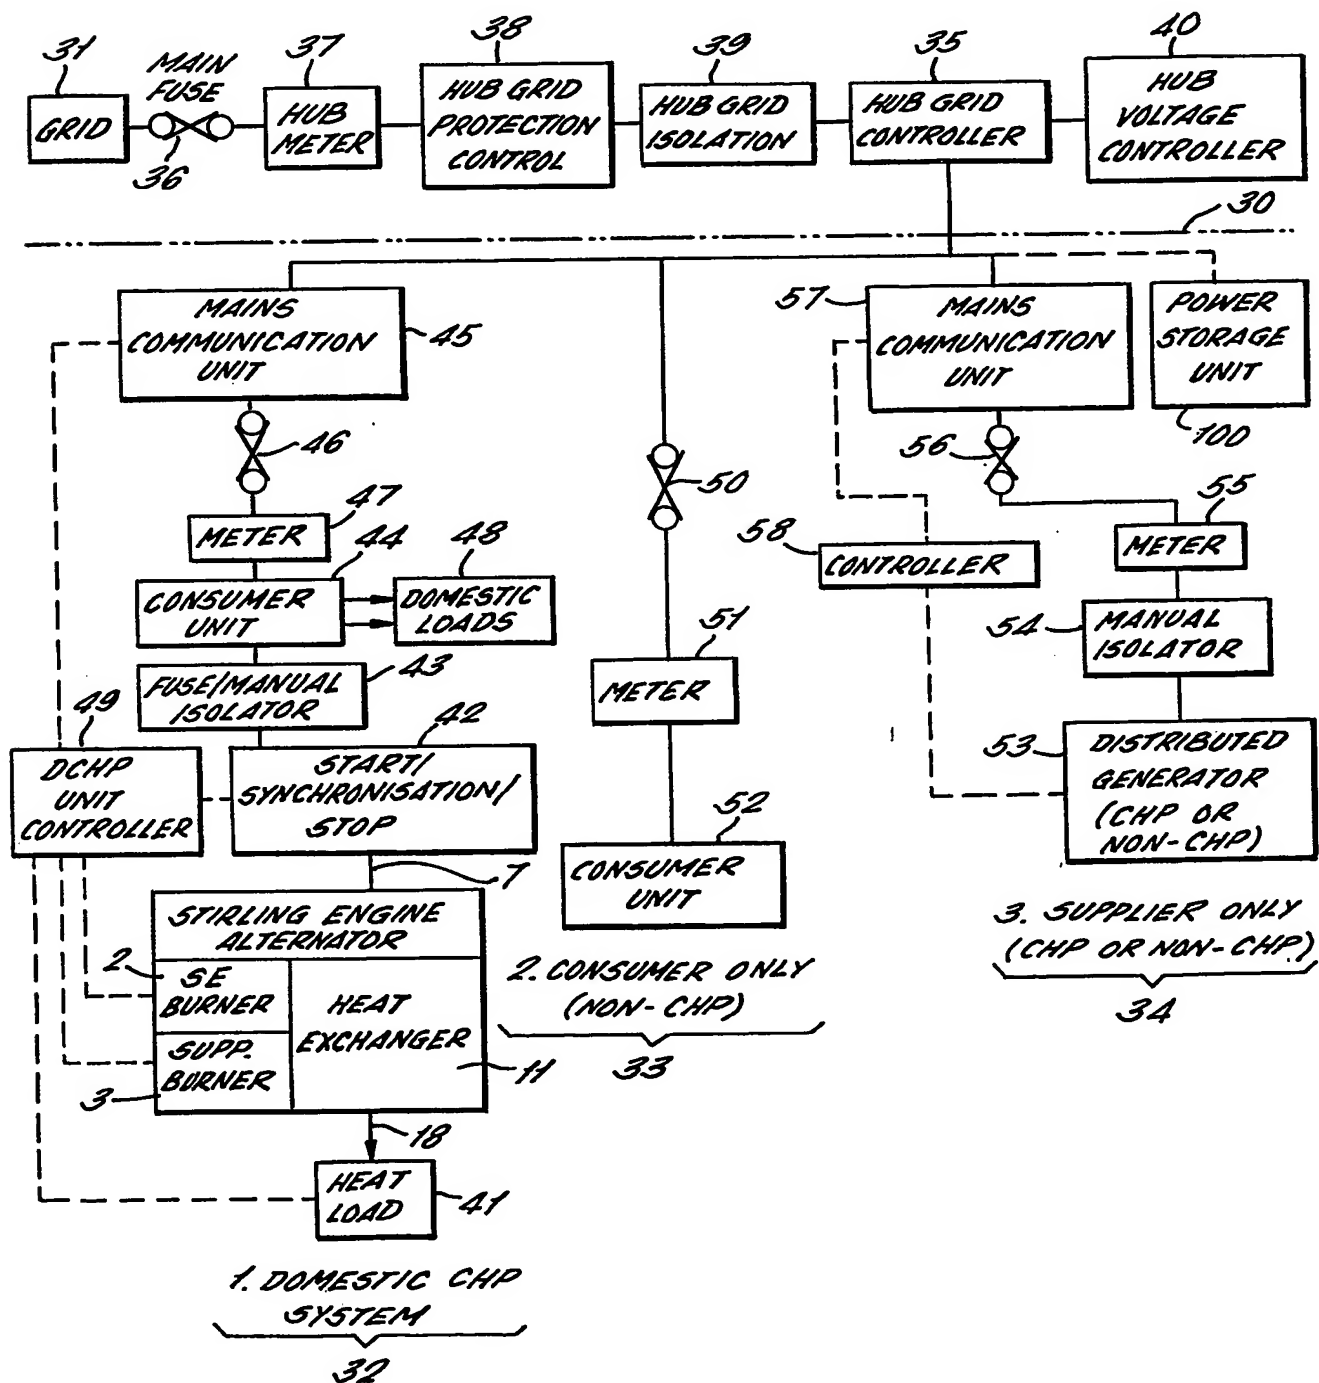 31
MAIN
FUSE
36
GRID
37
HUB
METER
38
HUB GRID
PROTECTION
CONTROL
39
HUB GRID
ISOLATION
35
HUB GRID
CONTROLLER
40
HUB
VOLTAGE
CONTROLLER
30
MAINS
COMMUNICATION
UNIT
45
46
47
METER
44
CONSUMER
UNIT
48
DOMESTIC
LOADS
43
FUSE/MANUAL
ISOLATOR
49
DCHP
UNIT
CONTROLLER
42
START/
SYNCHRONISATION/
STOP
7
STIRLING ENGINE
ALTERNATOR
2
SE
BURNER
SUPP.
BURNER
3
HEAT
EXCHANGER
11
18
HEAT
LOAD
41
1. DOMESTIC CHP
SYSTEM
32
50
51
METER
52
CONSUMER
UNIT
2. CONSUMER ONLY
(NON-CHP)
33
57
MAINS
COMMUNICATION
UNIT
POWER
STORAGE
UNIT
100
56
55
METER
58
CONTROLLER
54
MANUAL
ISOLATOR
53
DISTRIBUTED
GENERATOR
(CHP OR
NON-CHP)
3. SUPPLIER ONLY
(CHP OR NON-CHP)
34